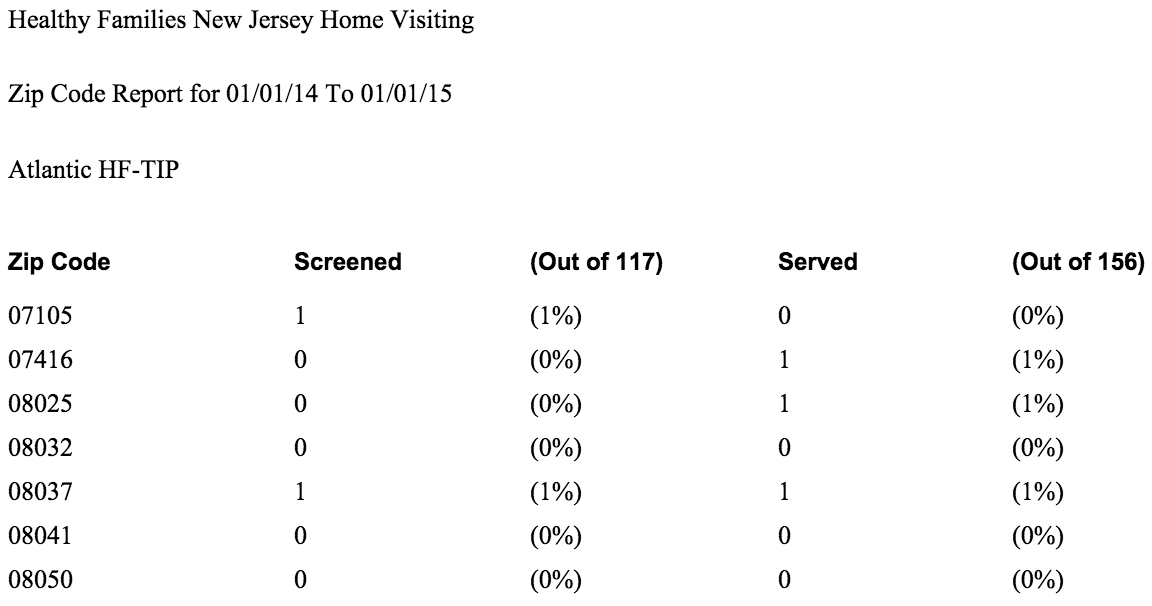 Healthy Families New Jersey Home Visiting
Zip Code Report for 01/01/14 To 01/01/15
Atlantic HF-TIP
Zip Code Screened (Out of 117) Served (Out of 156)
07105 1 (1%) 0 (0%)
07416 0 (0%) 1 (1%)
08025 0 (0%) 1 (1%)
08032 0 (0%) 0 (0%)
08037 1 (1%) 1 (1%)
08041 0 (0%) 0 (0%)
08050 0 (0%) 0 (0%)